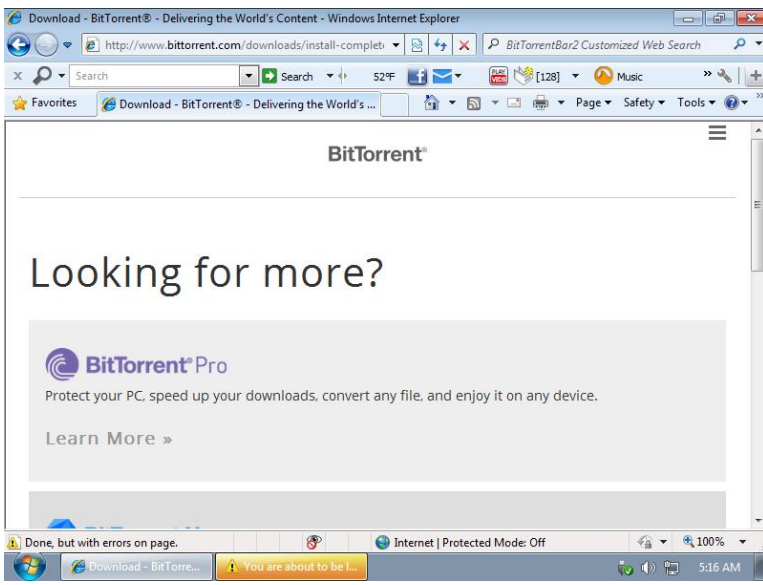 Download - BitTorrent® - Delivering the World's Content - Windows Internet Explorer
http://www.bittorrent.com/downloads/install-complet
BitTorrentBar2 Customized Web Search
x Search Search 52°F PLAY [128] Music »
Favorites Download - BitTorrent® - Delivering the World's ... Page Safety Tools »
BitTorrent®
Looking for more?
BitTorrent® Pro
Protect your PC, speed up your downloads, convert any file, and enjoy it on any device.
Learn More »
Done, but with errors on page. Internet | Protected Mode: Off 100%
Download - BitTorre... You are about to be l... 5:16 AM